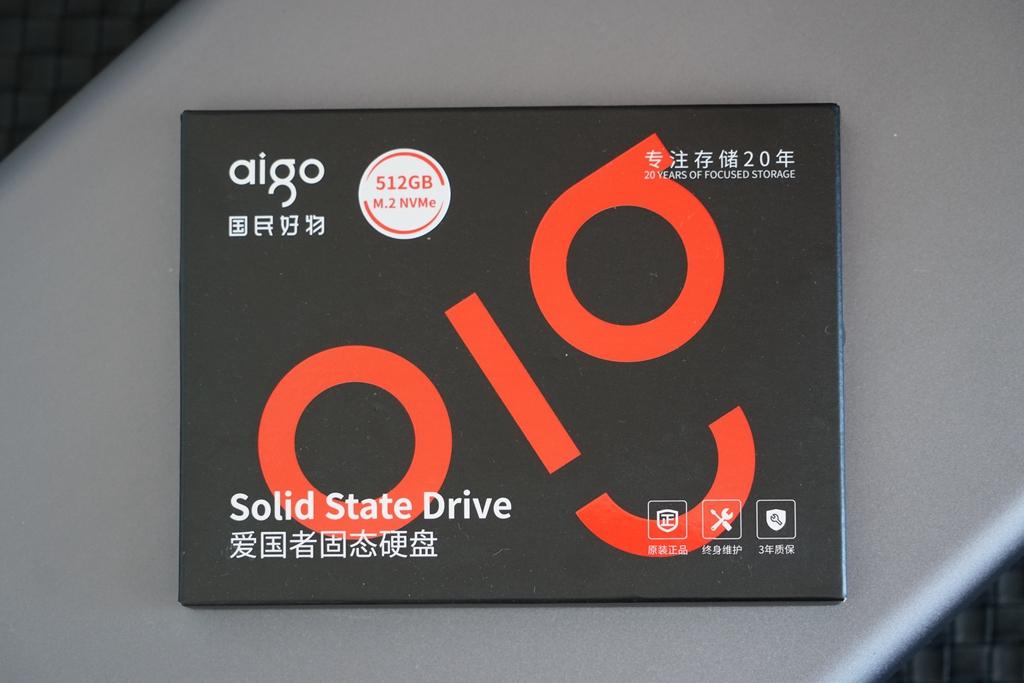 aigo
国民好物
512GB
M.2 NVMe
专注存储20年
20 YEARS OF FOCUSED STORAGE
Solid State Drive
爱国者固态硬盘
正
原装正品
终身维护
3年质保